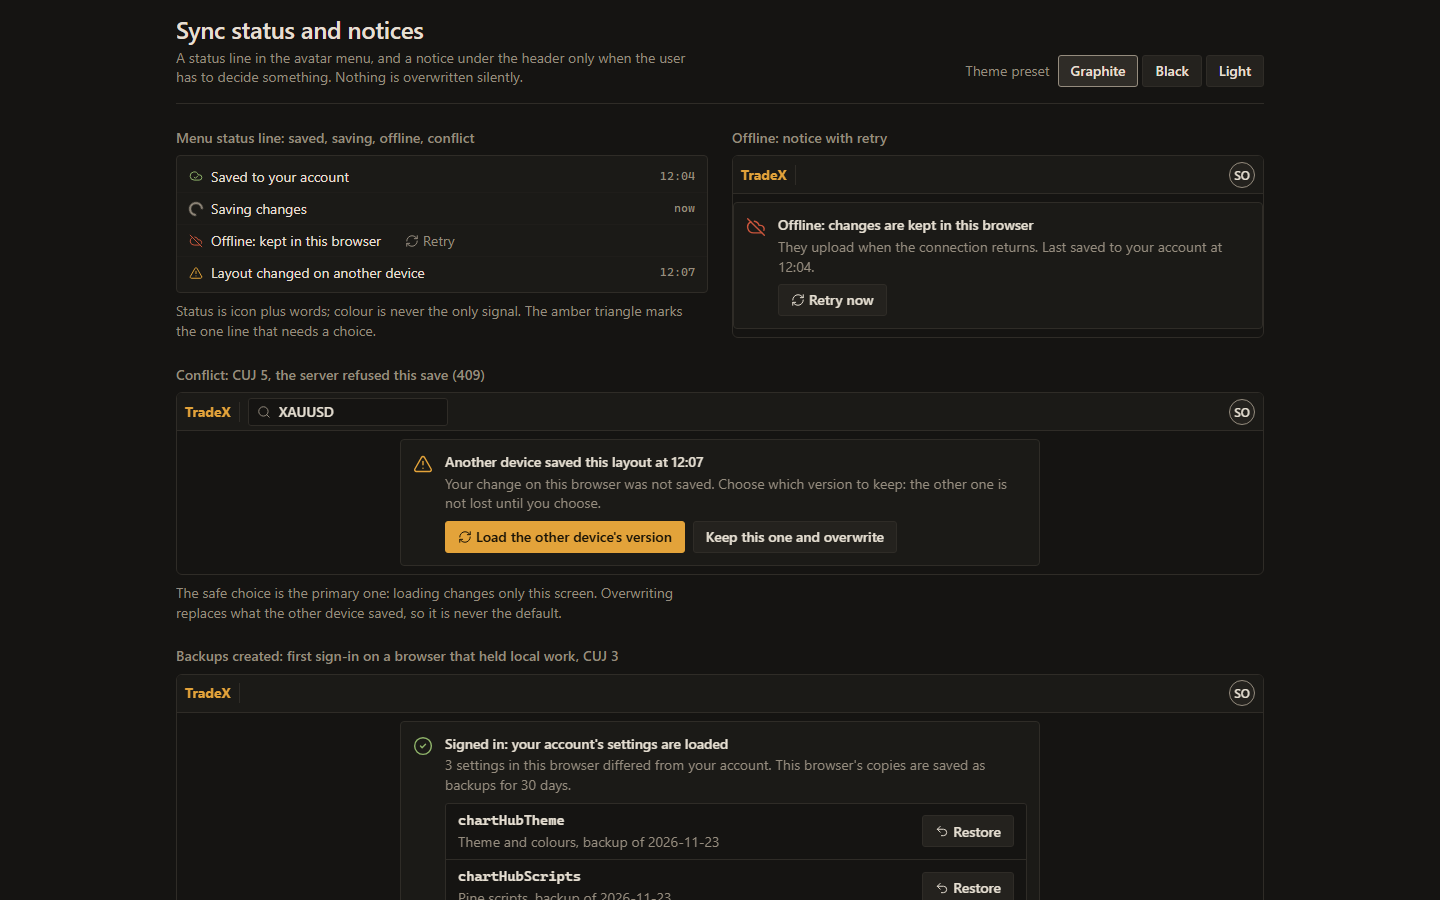 Sync status and notices
A status line in the avatar menu, and a notice under the header only when the user
has to decide something. Nothing is overwritten silently.
Theme preset
Graphite
Black
Light
Menu status line: saved, saving, offline, conflict
Saved to your account
12:04
Saving changes
now
Offline: kept in this browser
Retry
Layout changed on another device
12:07
Status is icon plus words; colour is never the only signal. The amber triangle marks
the one line that needs a choice.
Offline: notice with retry
TradeX
SO
Offline: changes are kept in this browser
They upload when the connection returns. Last saved to your account at
12:04.
Retry now
Conflict: CUJ 5, the server refused this save (409)
TradeX
XAUUSD
SO
Another device saved this layout at 12:07
Your change on this browser was not saved. Choose which version to keep: the other one is
not lost until you choose.
Load the other device's version
Keep this one and overwrite
The safe choice is the primary one: loading changes only this screen. Overwriting
replaces what the other device saved, so it is never the default.
Backups created: first sign-in on a browser that held local work, CUJ 3
TradeX
SO
Signed in: your account's settings are loaded
3 settings in this browser differed from your account. This browser's copies are saved as
backups for 30 days.
chartHubTheme
Theme and colours, backup of 2026-11-23
Restore
chartHubScripts
Pine scripts, backup of 2026-11-23
Restore